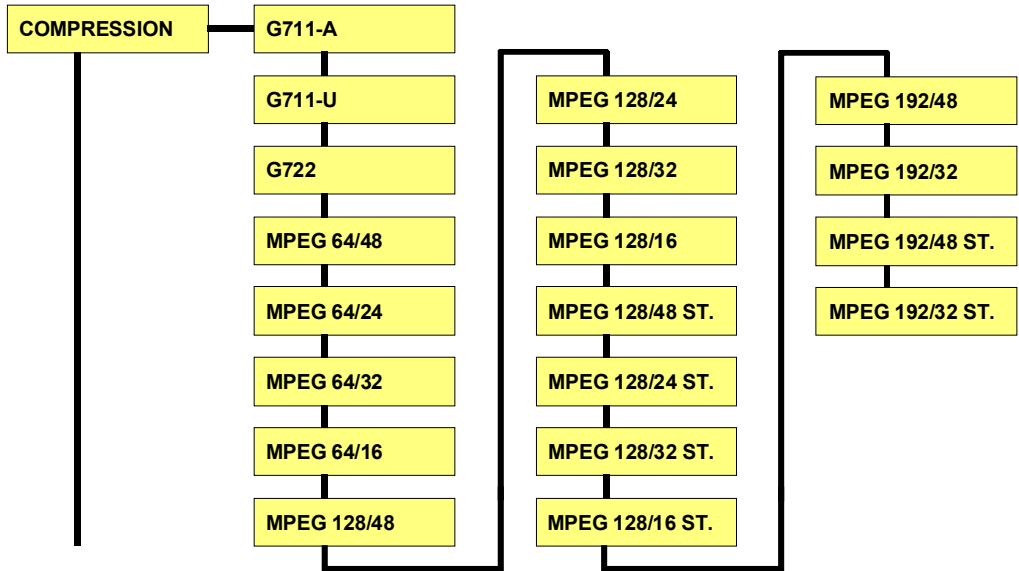 COMPRESSION
G711-A
G711-U
G722
MPEG 64/48
MPEG 64/24
MPEG 64/32
MPEG 64/16
MPEG 128/48
MPEG 128/24
MPEG 128/32
MPEG 128/16
MPEG 128/48 ST.
MPEG 128/24 ST.
MPEG 128/32 ST.
MPEG 128/16 ST.
MPEG 192/48
MPEG 192/32
MPEG 192/48 ST.
MPEG 192/32 ST.